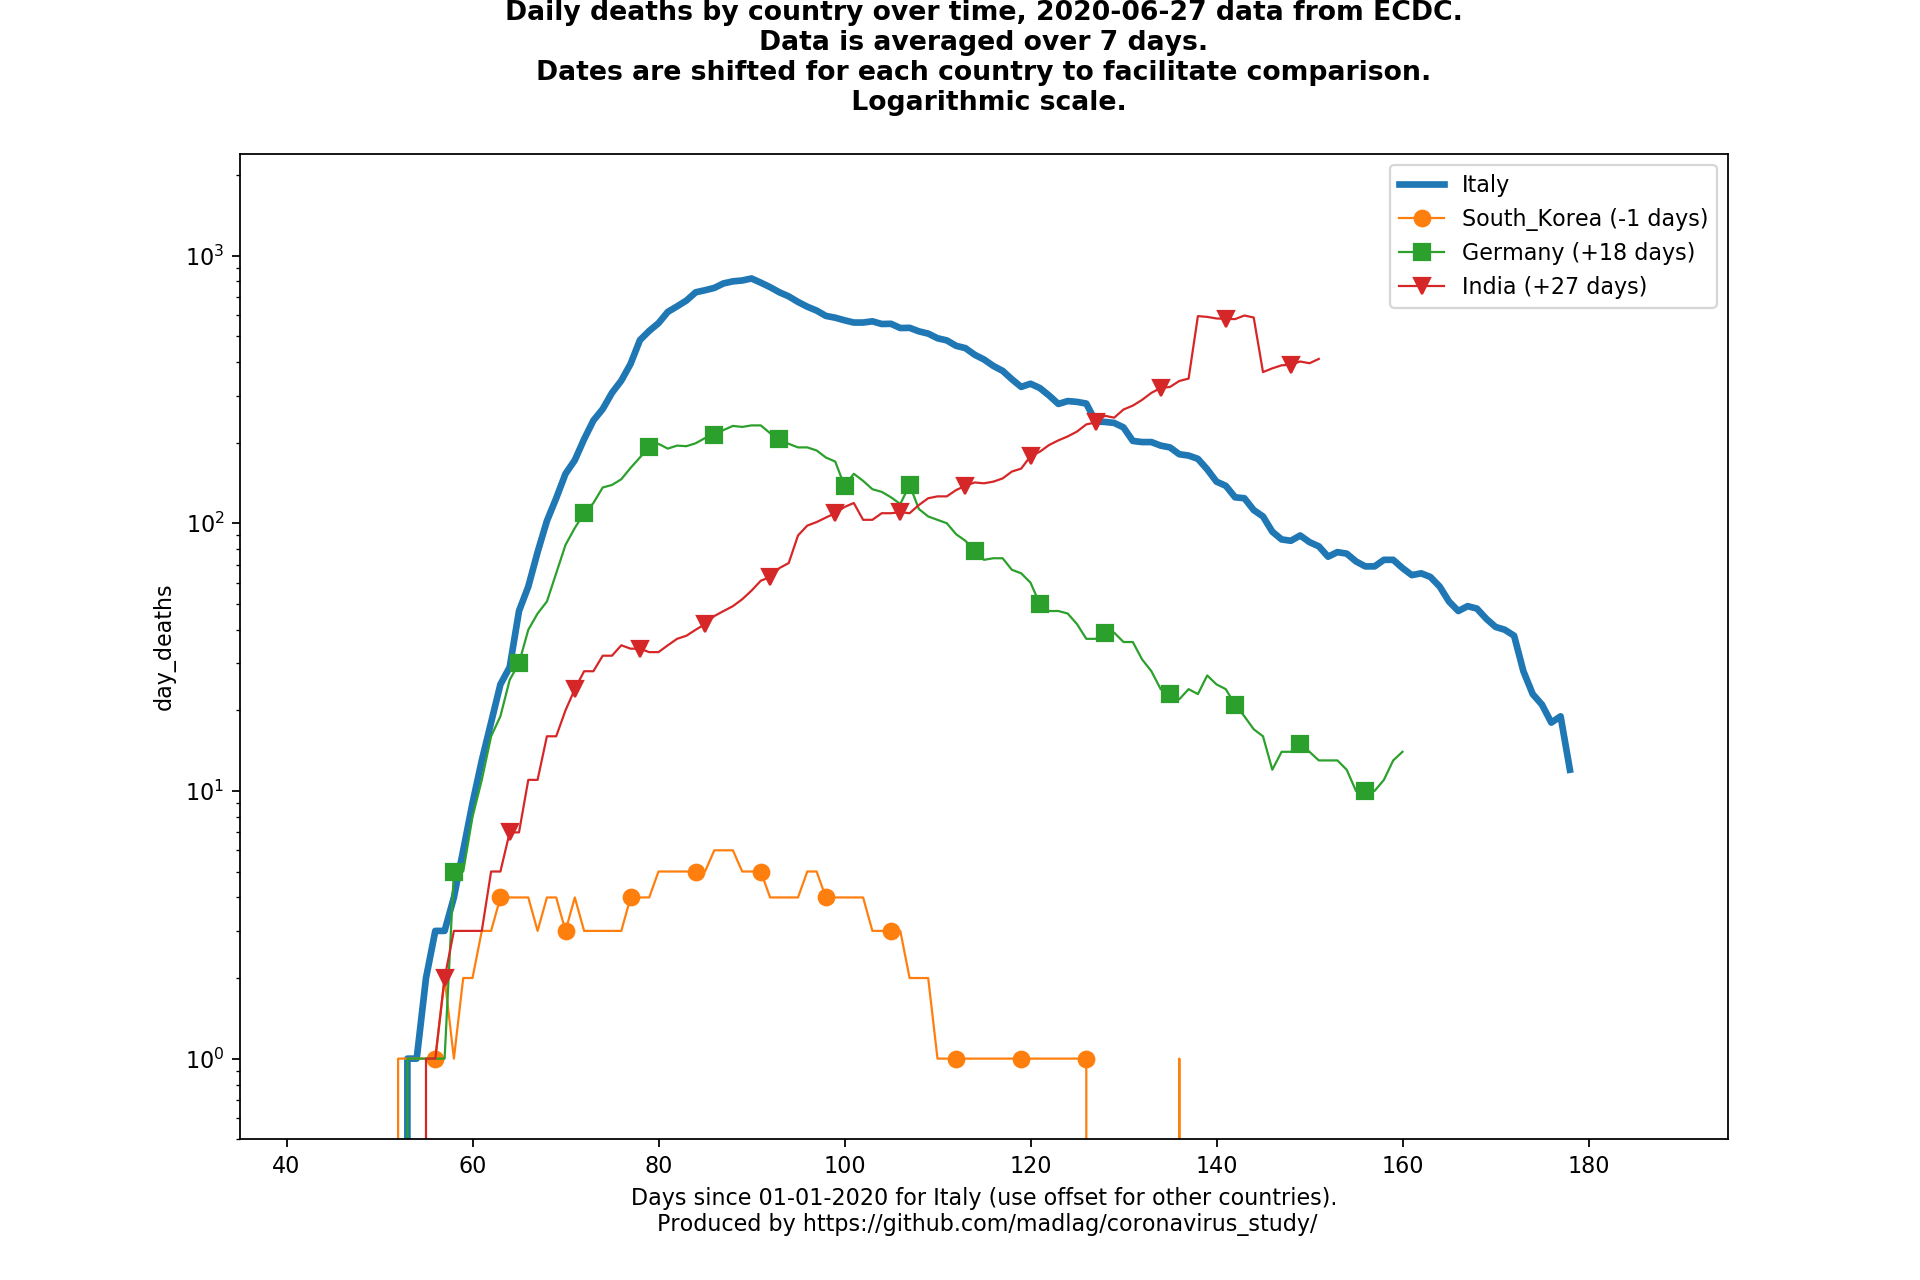 Daily deaths by country over time, 2020-06-27 data from ECDC.
Data is averaged over 7 days.
Dates are shifted for each country to facilitate comparison.
Logarithmic scale.
Italy
South_Korea (-1 days)
Germany (+18 days)
India (+27 days)
10³
10²
10¹
10⁰
day_deaths
40 60 80 100 120 140 160 180
Days since 01-01-2020 for Italy (use offset for other countries).
Produced by https://github.com/madlag/coronavirus_study/